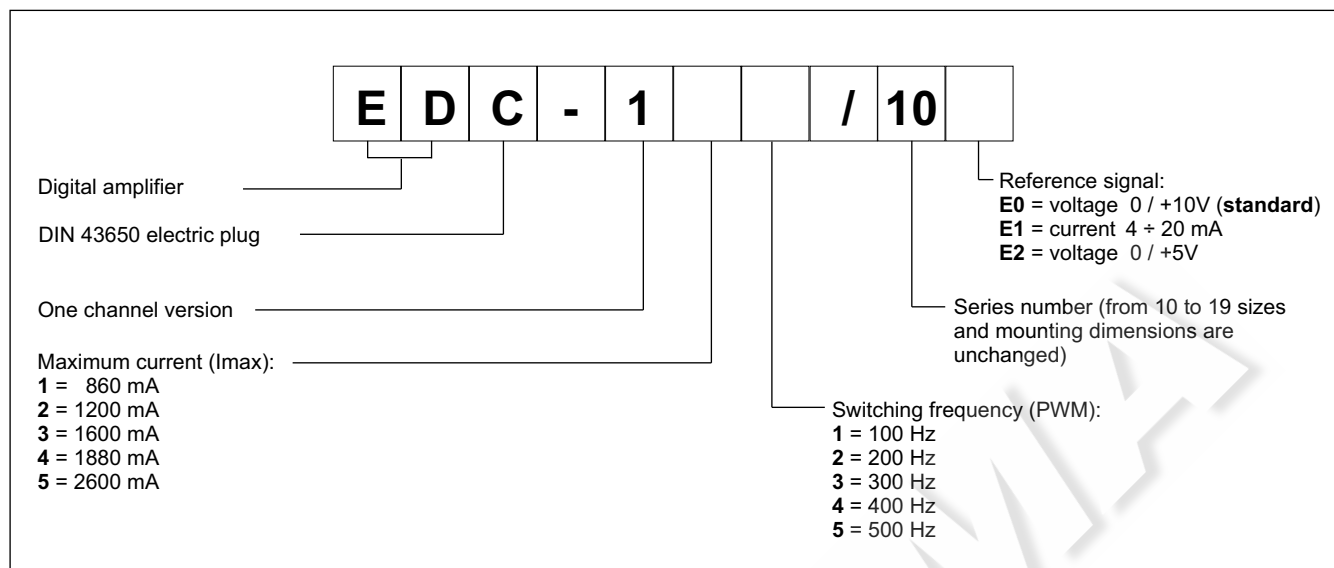 E D C - 1 / 10
Digital amplifier
DIN 43650 electric plug
One channel version
Maximum current (Imax):
1 = 860 mA
2 = 1200 mA
3 = 1600 mA
4 = 1880 mA
5 = 2600 mA
Reference signal:
E0 = voltage 0 / +10V (standard)
E1 = current 4 ÷ 20 mA
E2 = voltage 0 / +5V
Series number (from 10 to 19 sizes
and mounting dimensions are
unchanged)
Switching frequency (PWM):
1 = 100 Hz
2 = 200 Hz
3 = 300 Hz
4 = 400 Hz
5 = 500 Hz
MA